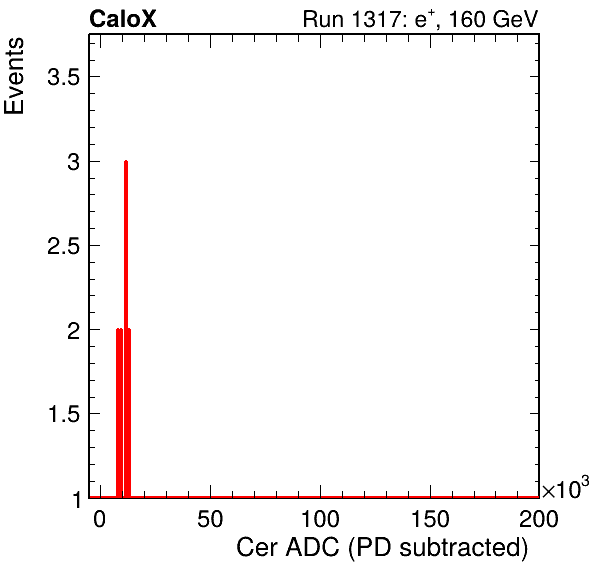 CaloX Run 1317: e⁺, 160 GeV
Events
3.5
3
2.5
2
1.5
1
0 50 100 150 200
×10³
Cer ADC (PD subtracted)